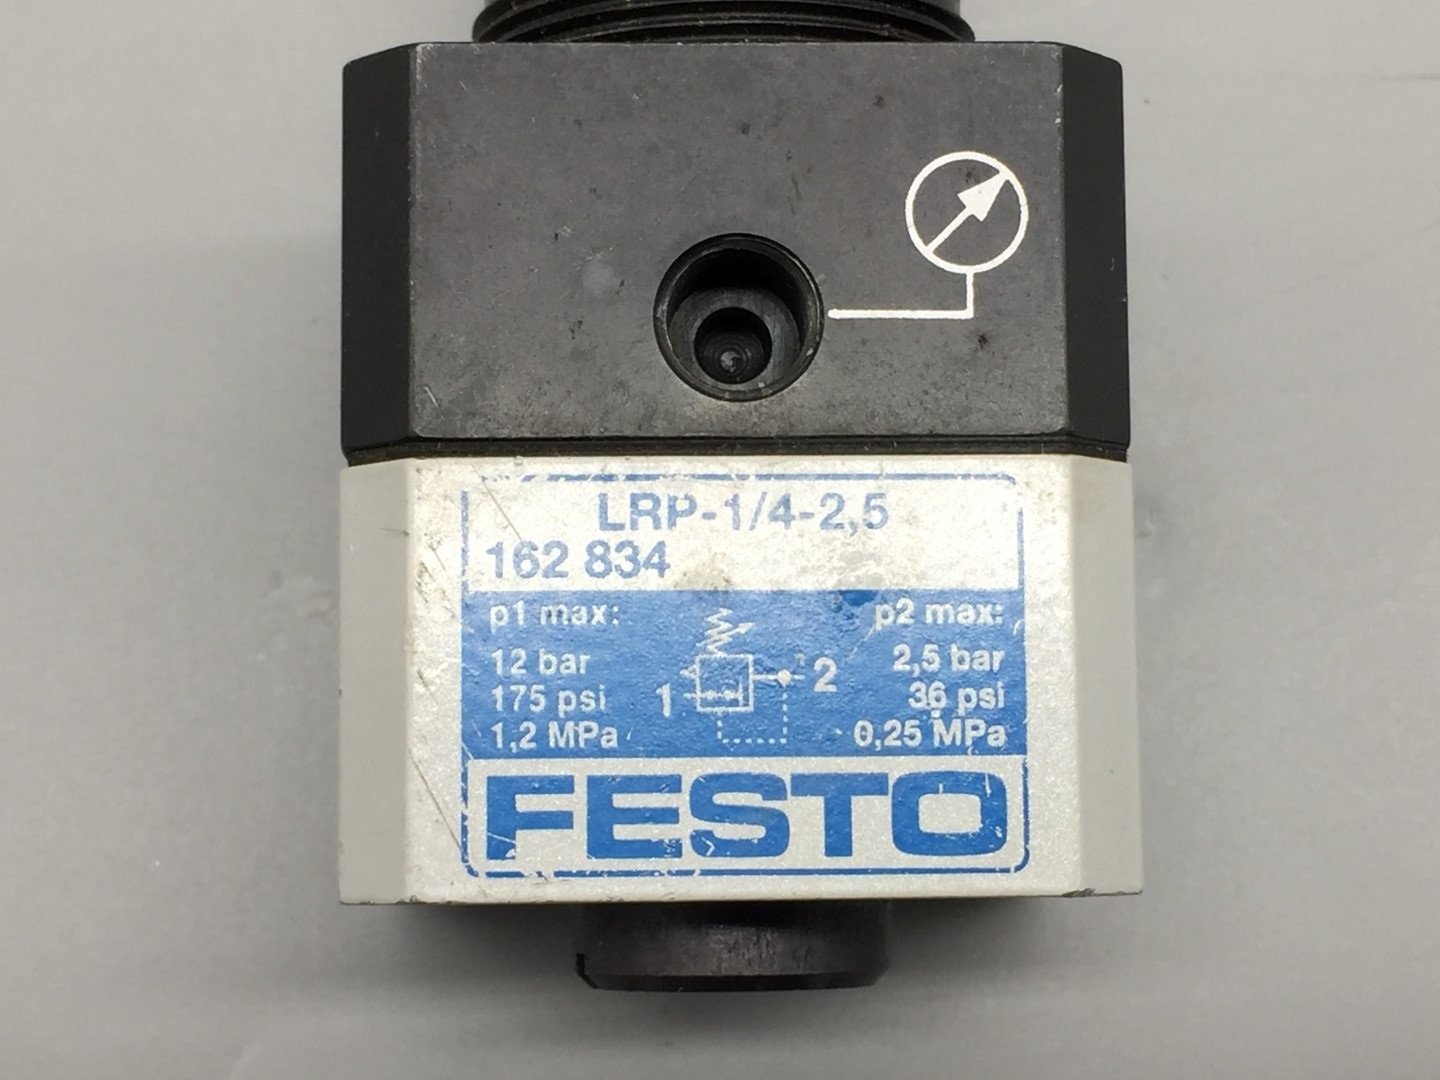 LRP-1/4-2,5
162 834
p1 max: p2 max:
12 bar 2,5 bar
175 psi 1 2 36 psi
1,2 MPa 0,25 MPa
FESTO